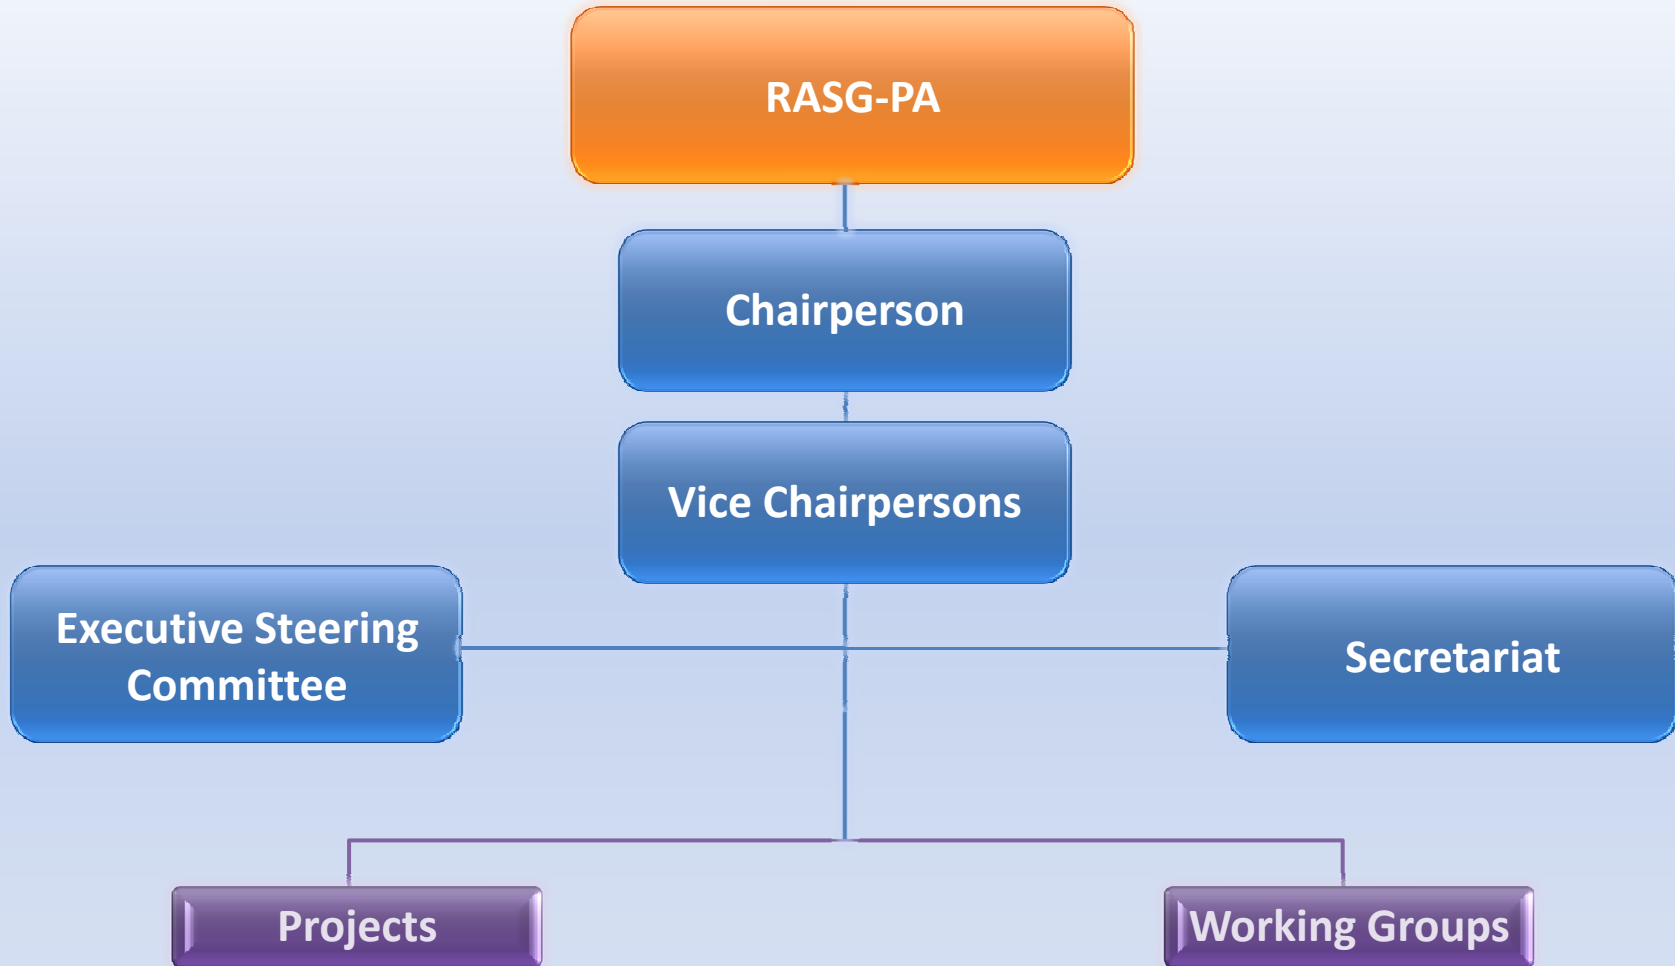 RASG-PA
Chairperson
Vice Chairpersons
Executive Steering
Committee
Secretariat
Projects
Working Groups